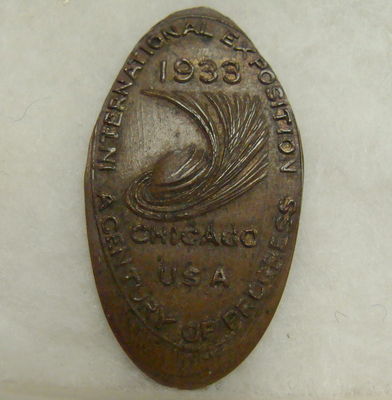 INTERNATIONAL EXPOSITION
1933
CHICAGO
USA
A CENTURY OF PROGRESS